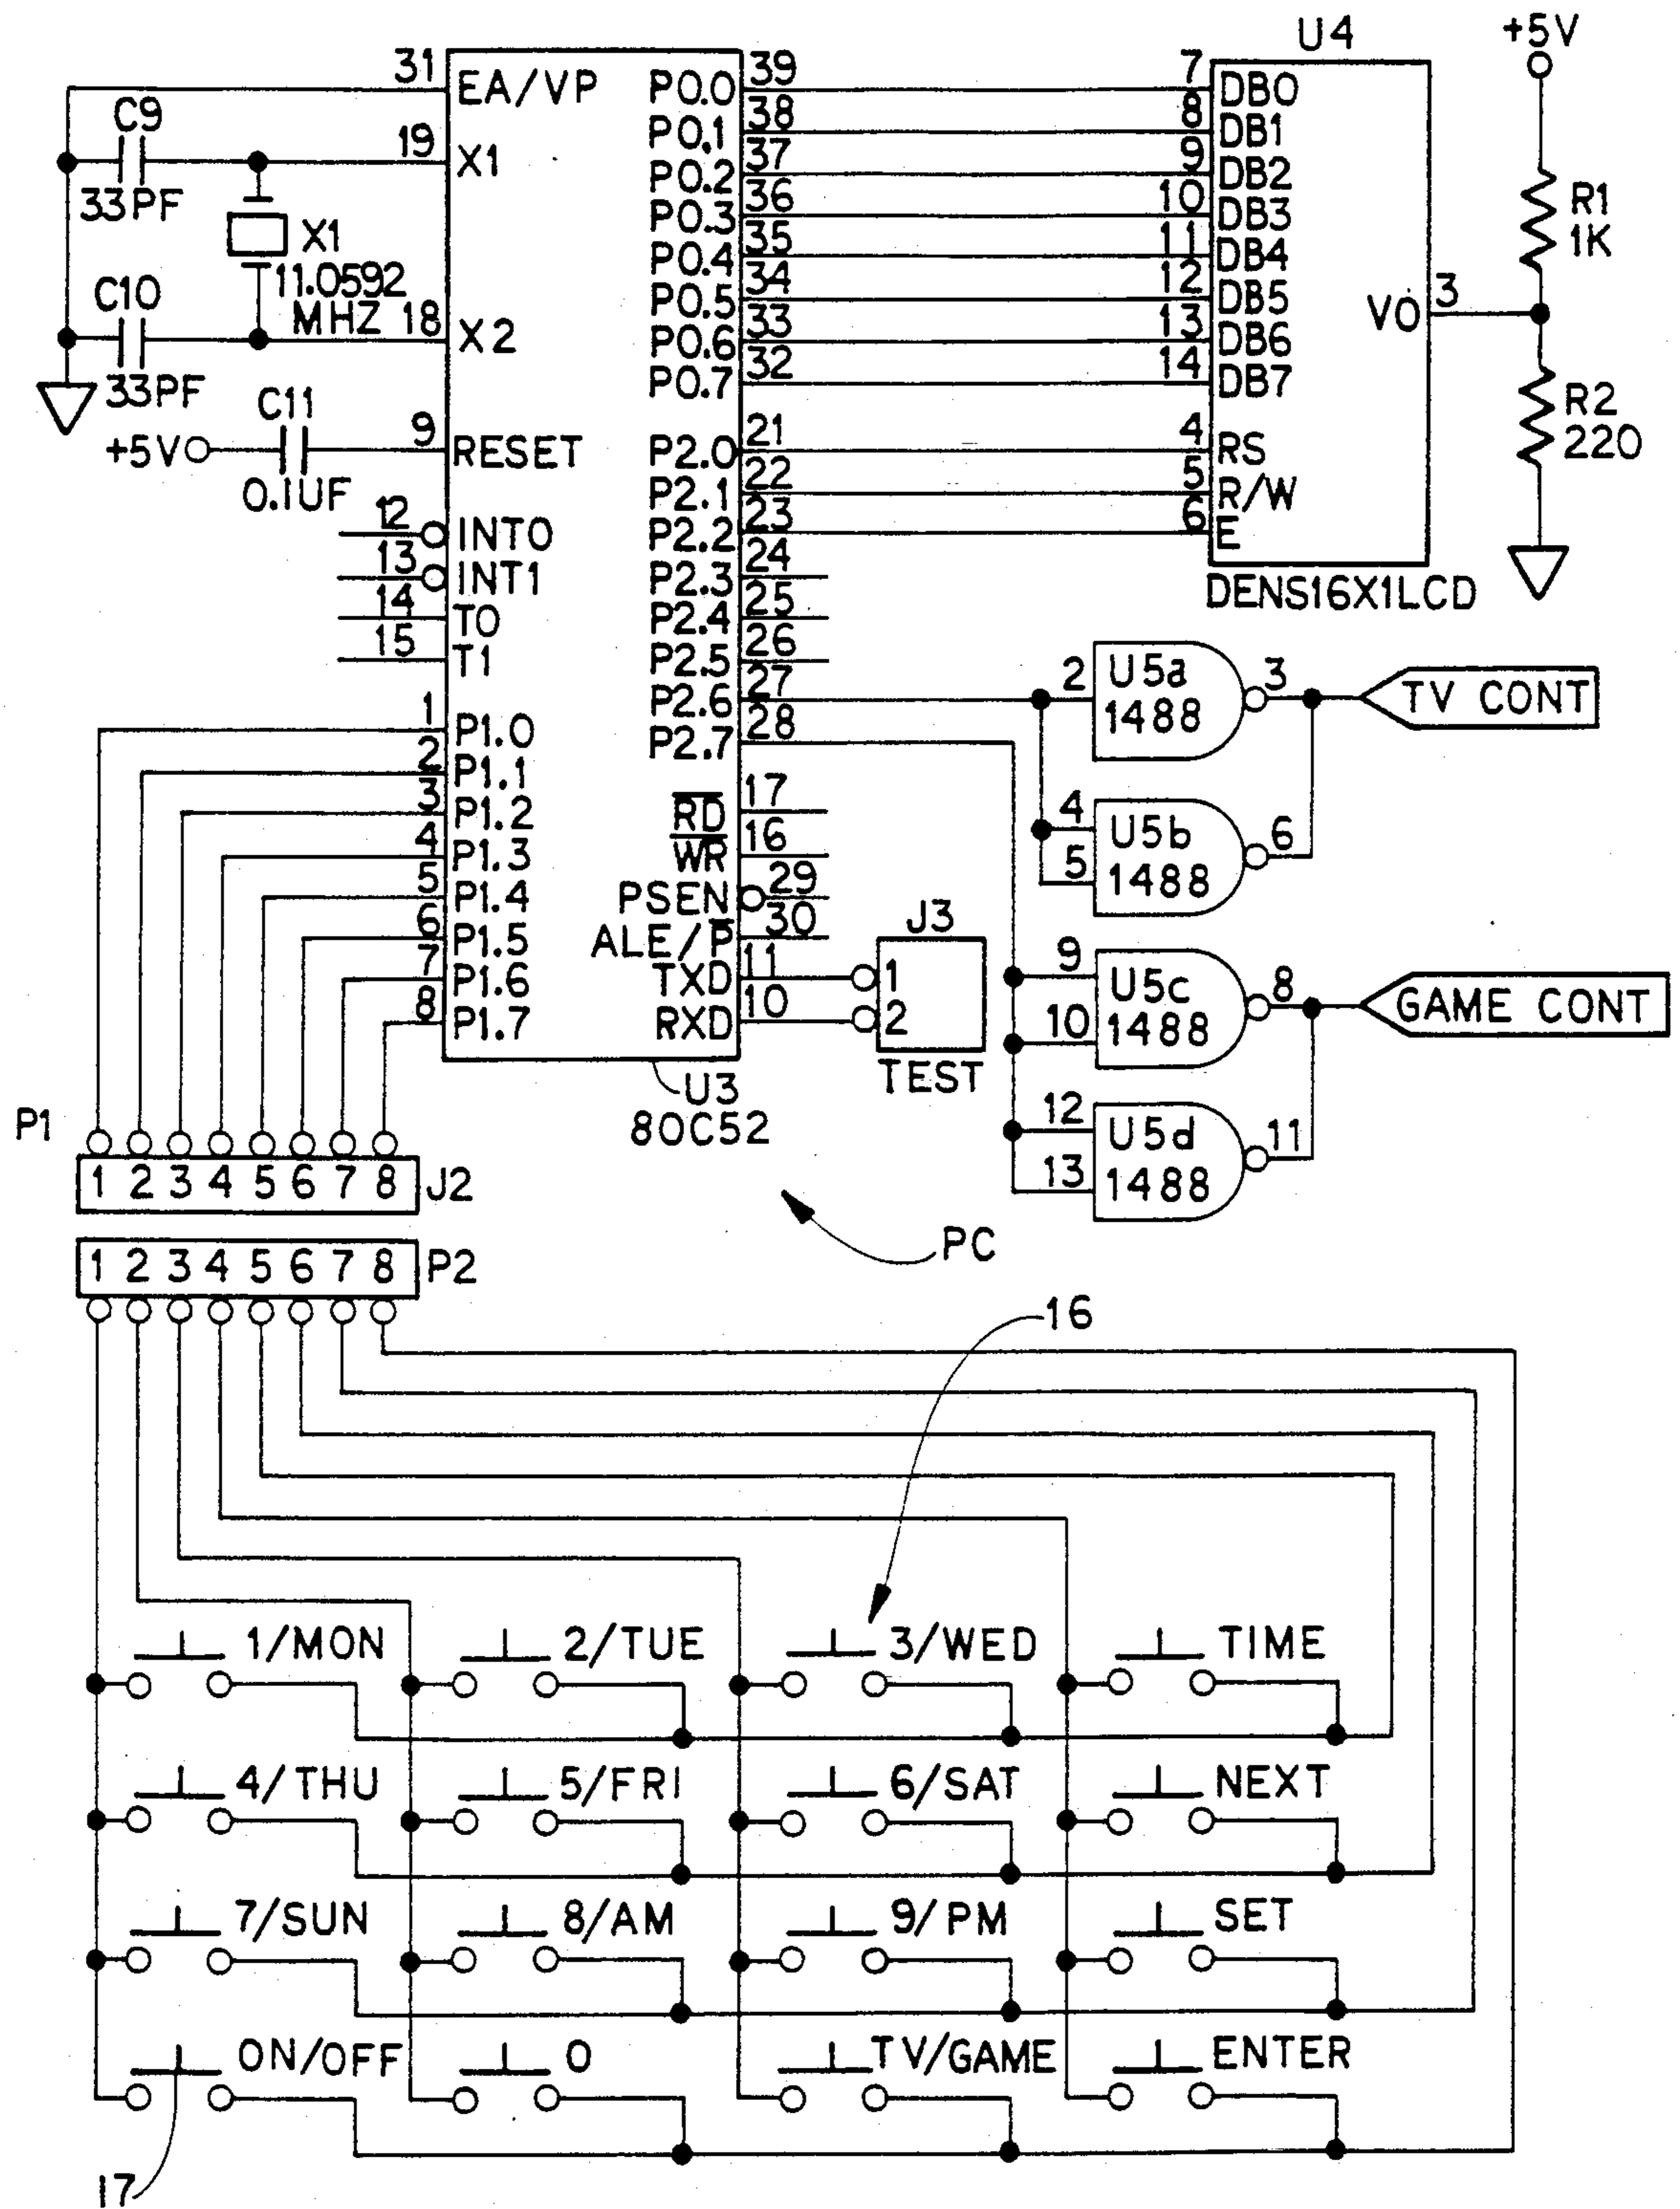 U4
+5V
31 EA/VP P0.0 39 7 DB0
C9
33PF
19 X1 P0.1 38 8 DB1
P0.2 37 9 DB2
P0.3 36 10 DB3
X1
11.0592
MHZ
P0.4 35 11 DB4
P0.5 34 12 DB5
C10
33PF
18 X2 P0.6 33 13 DB6
P0.7 32 14 DB7
VO 3
R1
1K
R2
220
C11
0.1UF
+5V 9 RESET P2.0 21 4 RS
P2.1 22 5 R/W
12 INT0 P2.2 23 6 E
13 INT1 P2.3 24
DENS16X1LCD
14 T0 P2.4 25
15 T1 P2.5 26
1 P1.0 P2.6 27
2 P1.1 P2.7 28
3 P1.2 RD 17
4 P1.3 WR 16
5 P1.4 PSEN 29
6 P1.5 ALE/P 30
7 P1.6 TXD 11 1
8 P1.7 RXD 10 2
J3
TEST
U3
80C52
2 U5a 3 TV CONT
1488
4 U5b 6
5 1488
9 U5c 8 GAME CONT
10 1488
12 U5d 11
13 1488
P1
1 2 3 4 5 6 7 8 J2
PC
1 2 3 4 5 6 7 8 P2
16
1/MON 2/TUE 3/WED TIME
4/THU 5/FRI 6/SAT NEXT
7/SUN 8/AM 9/PM SET
ON/OFF 0 TV/GAME ENTER
17